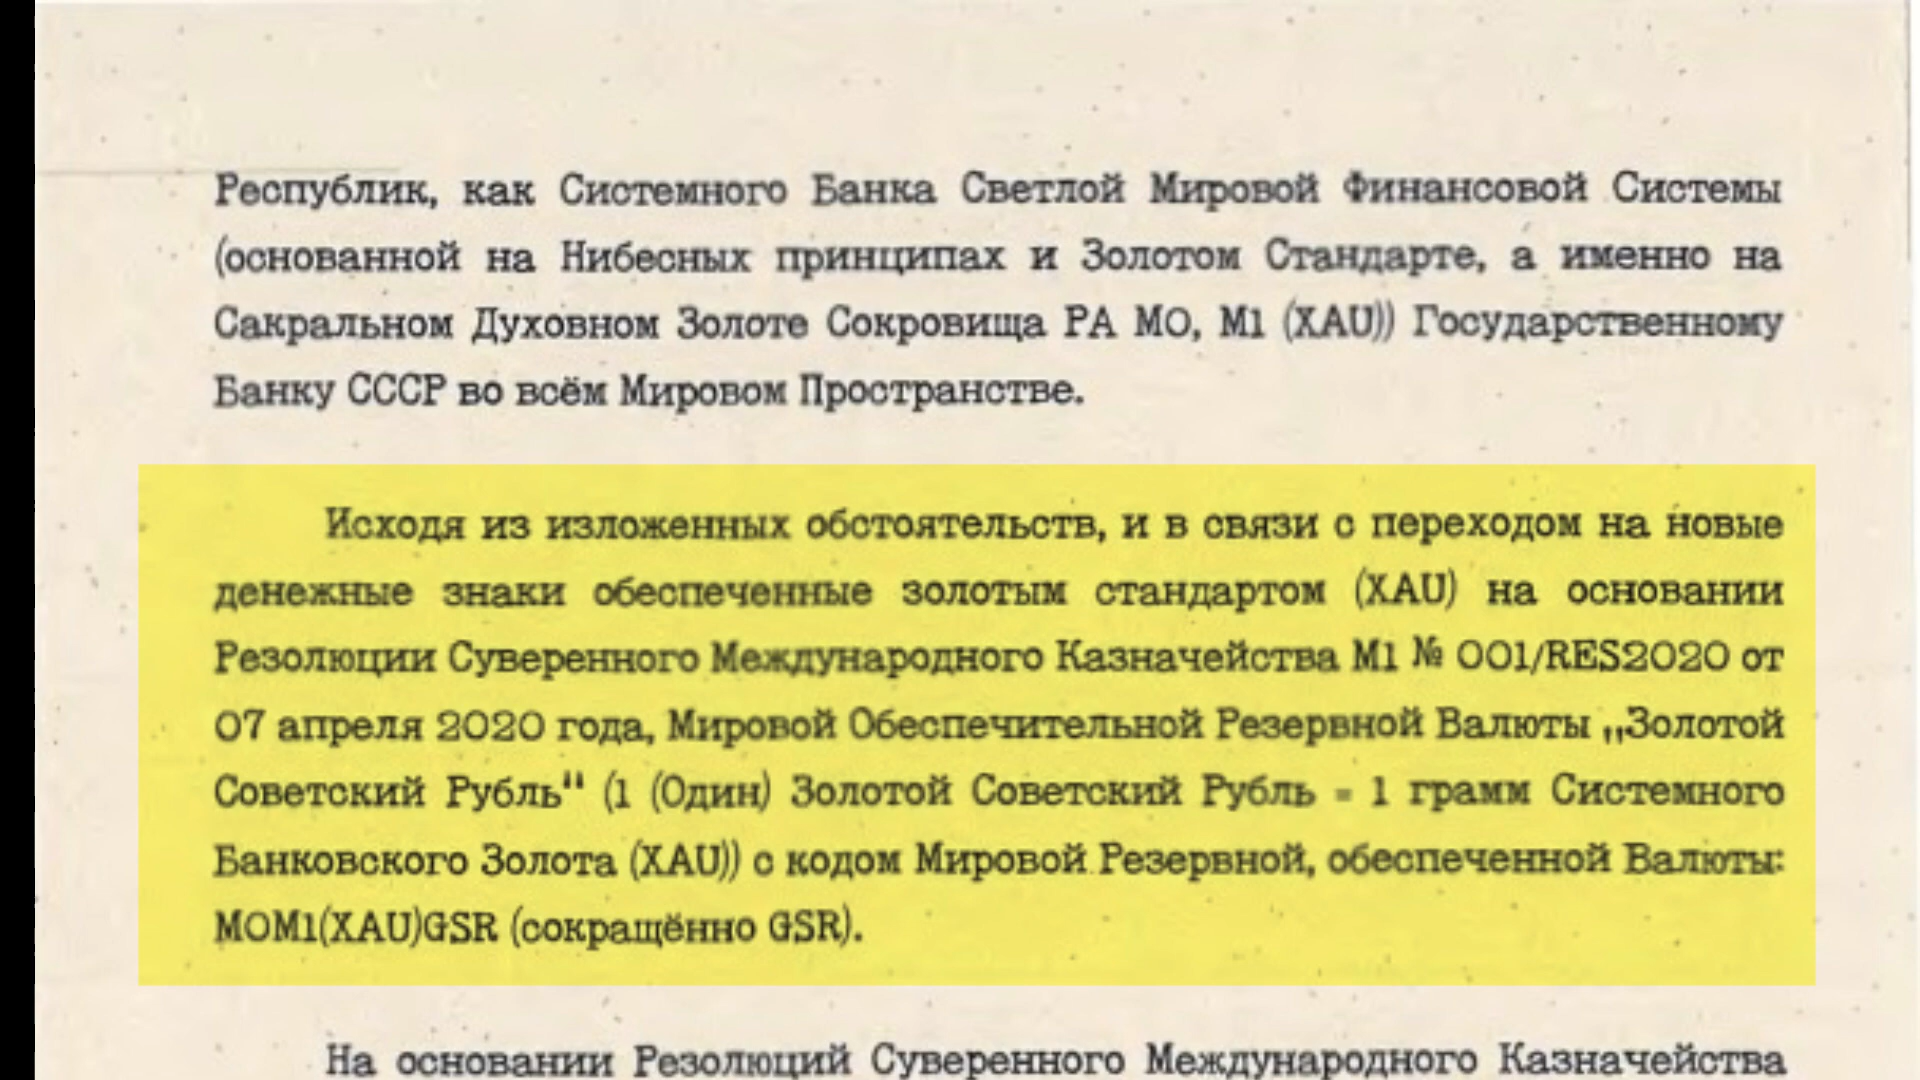 Республик, как Системного Банка Светлой Мировой Финансовой Системы
(основанной на Нибесных принципах и Золотом Стандарте, а именно на
Сакральном Духовном Золоте Сокровища РА МО, М1 (XAU)) Государственному
Банку СССР во всём Мировом Пространстве.
Исходя из изложенных обстоятельств, и в связи с переходом на новые
денежные знаки обеспеченные золотым стандартом (XAU) на основании
Резолюции Суверенного Международного Казначейства М1 № 001/RES2020 от
07 апреля 2020 года, Мировой Обеспечительной Резервной Валюты „Золотой
Советский Рубль“ (1 (Один) Золотой Советский Рубль = 1 грамм Системного
Банковского Золота (XAU)) с кодом Мировой Резервной, обеспеченной Валюты:
MOM1(XAU)GSR (сокращённо GSR).
На основании Резолюций Суверенного Международного Казначейства